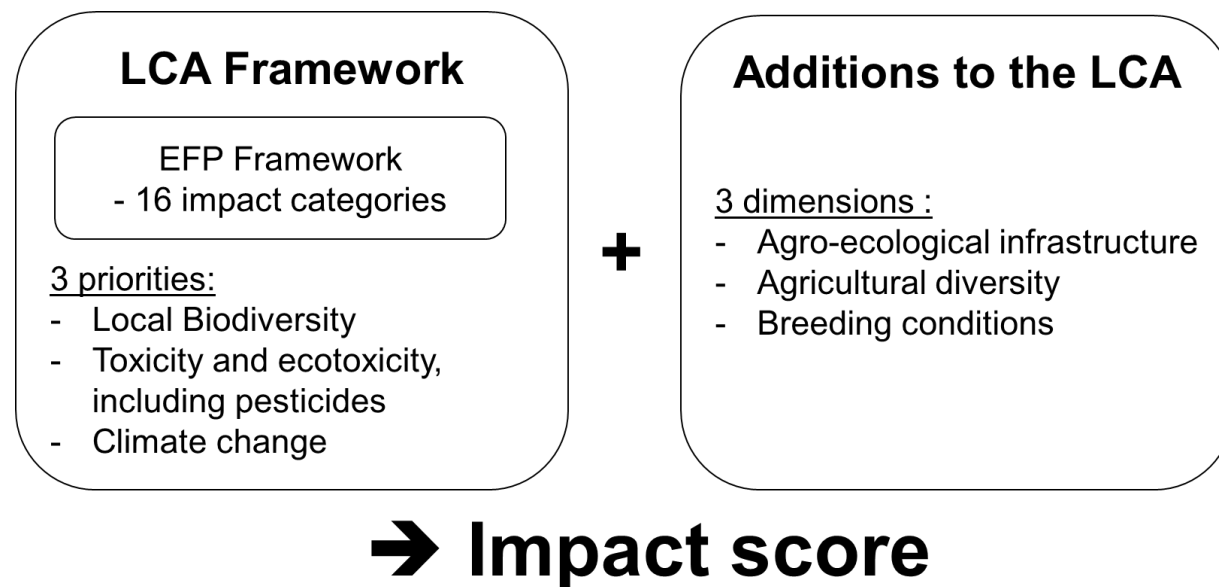 LCA Framework
EFP Framework
- 16 impact categories
3 priorities:
- Local Biodiversity
- Toxicity and ecotoxicity,
including pesticides
- Climate change
+
Additions to the LCA
3 dimensions :
- Agro-ecological infrastructure
- Agricultural diversity
- Breeding conditions
➔ Impact score